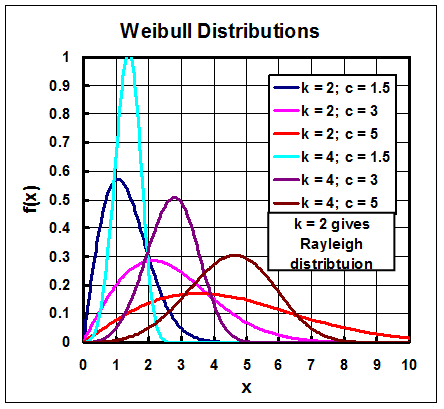 Weibull Distributions
f(x)
1
0.9
0.8
0.7
0.6
0.5
0.4
0.3
0.2
0.1
0
k = 2; c = 1.5
k = 2; c = 3
k = 2; c = 5
k = 4; c = 1.5
k = 4; c = 3
k = 4; c = 5
k = 2 gives
Rayleigh
distribtuion
0 1 2 3 4 5 6 7 8 9 10
x